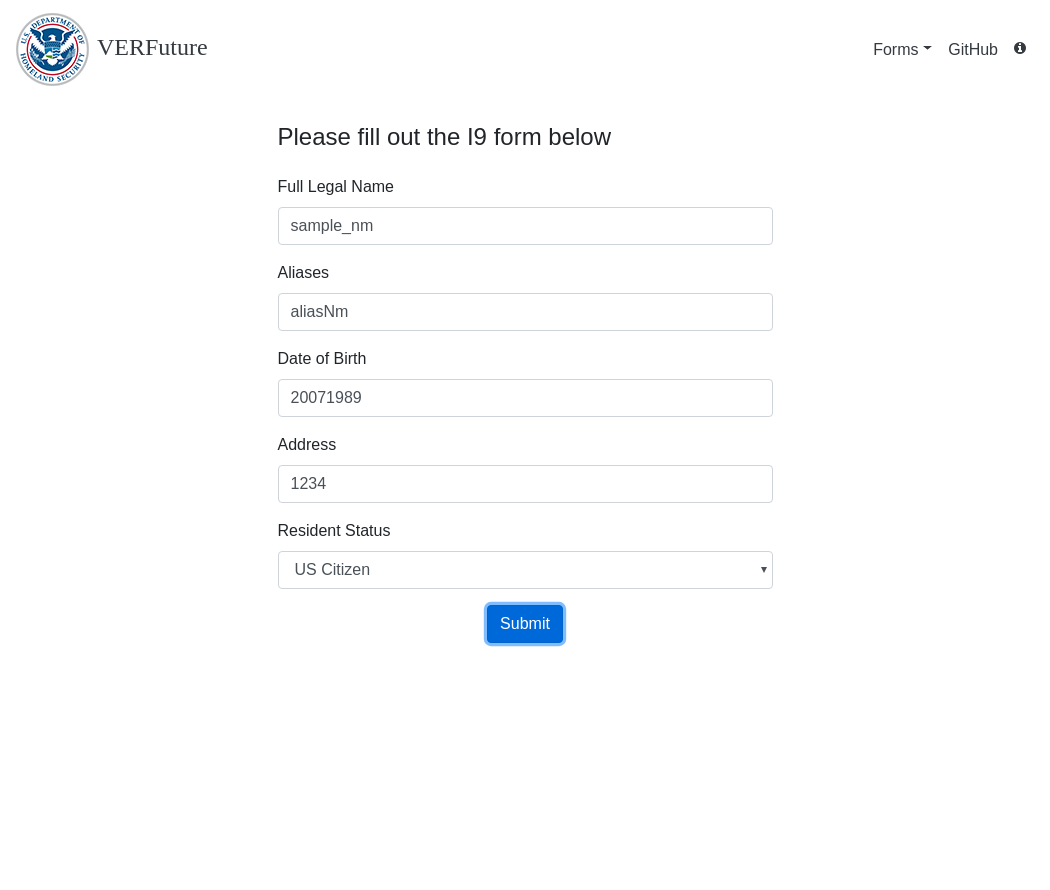 U.S. DEPARTMENT OF HOMELAND SECURITY
VERFuture
Forms
GitHub
Please fill out the I9 form below
Full Legal Name
sample_nm
Aliases
aliasNm
Date of Birth
20071989
Address
1234
Resident Status
US Citizen
Submit